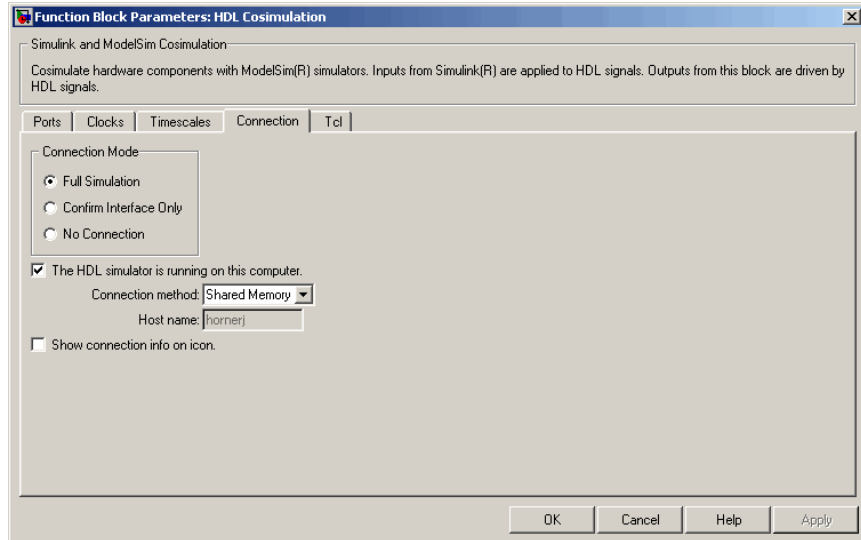 Function Block Parameters: HDL Cosimulation
Simulink and ModelSim Cosimulation
Cosimulate hardware components with ModelSim(R) simulators. Inputs from Simulink(R) are applied to HDL signals. Outputs from this block are driven by
HDL signals.
Ports Clocks Timescales Connection Tcl
Connection Mode
Full Simulation
Confirm Interface Only
No Connection
The HDL simulator is running on this computer.
Connection method: Shared Memory
Host name: hornerj
Show connection info on icon.
OK Cancel Help Apply